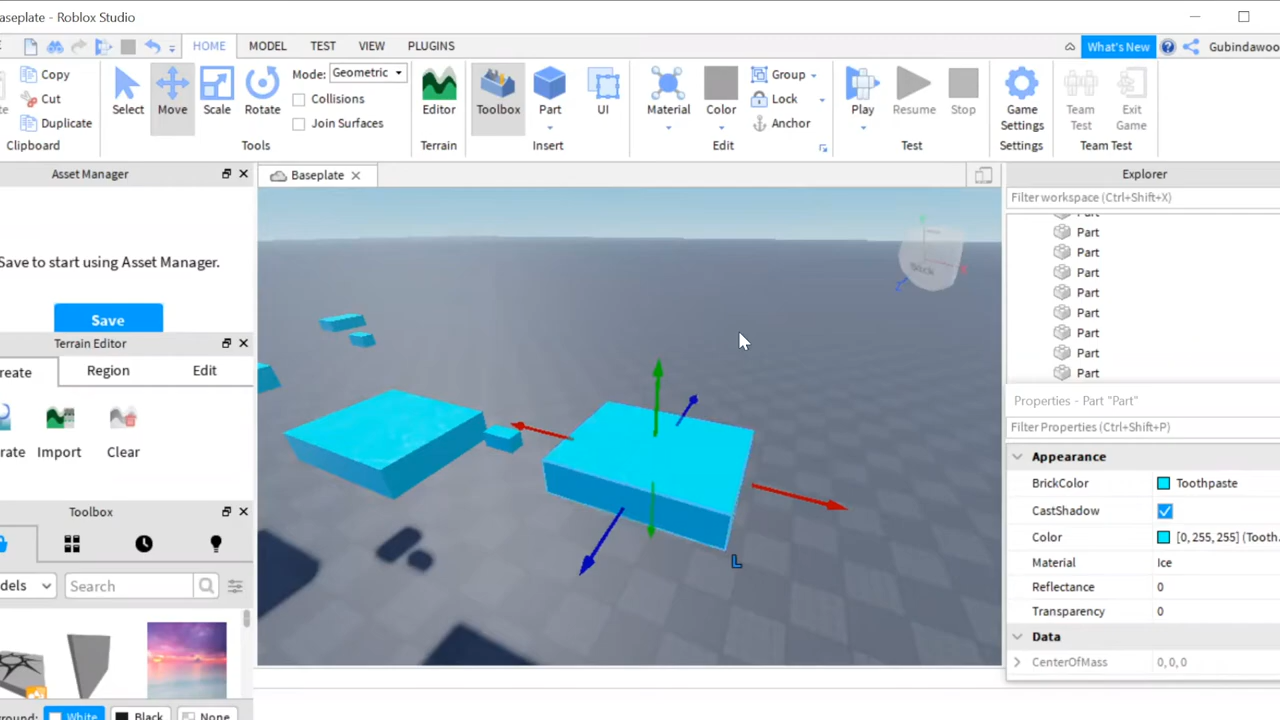 aseplate - Roblox Studio
HOME MODEL TEST VIEW PLUGINS What's New Gubindawoo
Copy
Cut
Duplicate
Clipboard
Select Move Scale Rotate
Mode: Geometric
Collisions
Join Surfaces
Tools
Editor
Terrain
Toolbox Part UI
Insert
Material Color
Group
Lock
Anchor
Edit
Play Resume Stop
Test
Game
Settings
Settings
Team
Test
Exit
Game
Team Test
Asset Manager
Save to start using Asset Manager.
Save
Terrain Editor
reate Region Edit
rate Import Clear
Toolbox
dels Search
ground: White Black None
Baseplate
Back
L
Explorer
Filter workspace (Ctrl+Shift+X)
Part
Part
Part
Part
Part
Part
Part
Part
Part
Properties - Part "Part"
Filter Properties (Ctrl+Shift+P)
Appearance
BrickColor Toothpaste
CastShadow
Color [0, 255, 255] (Tooth...
Material Ice
Reflectance 0
Transparency 0
Data
CenterOfMass 0, 0, 0